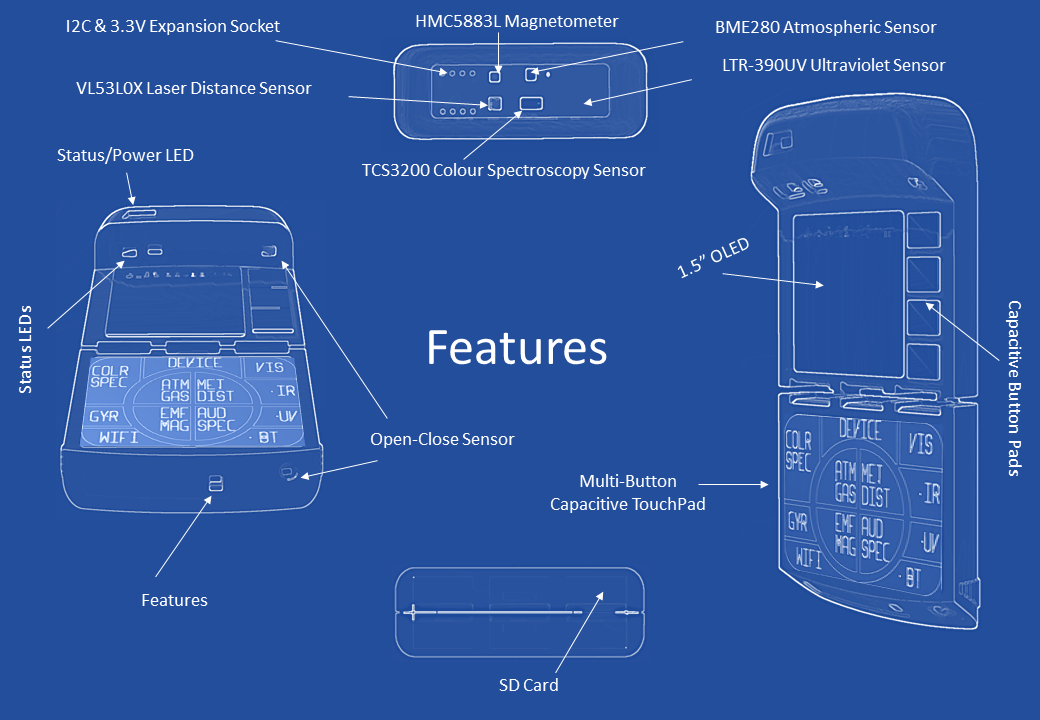 I2C & 3.3V Expansion Socket
HMC5883L Magnetometer
BME280 Atmospheric Sensor
LTR-390UV Ultraviolet Sensor
VL53L0X Laser Distance Sensor
TCS3200 Colour Spectroscopy Sensor
Status/Power LED
1.5” OLED
Status LEDs
Features
Capacitive Button Pads
COLR
SPEC
DEVICE
VIS
ATM MET
GAS DIST
·IR
GYR
EMF AUD
MAG SPEC
·UV
WIFI
· BT
Open-Close Sensor
Multi-Button
Capacitive TouchPad
COLR
SPEC
DEVICE
VIS
ATM MET
GAS DIST
·IR
GYR
EMF AUD
MAG SPEC
·UV
WIFI
· BT
Features
SD Card